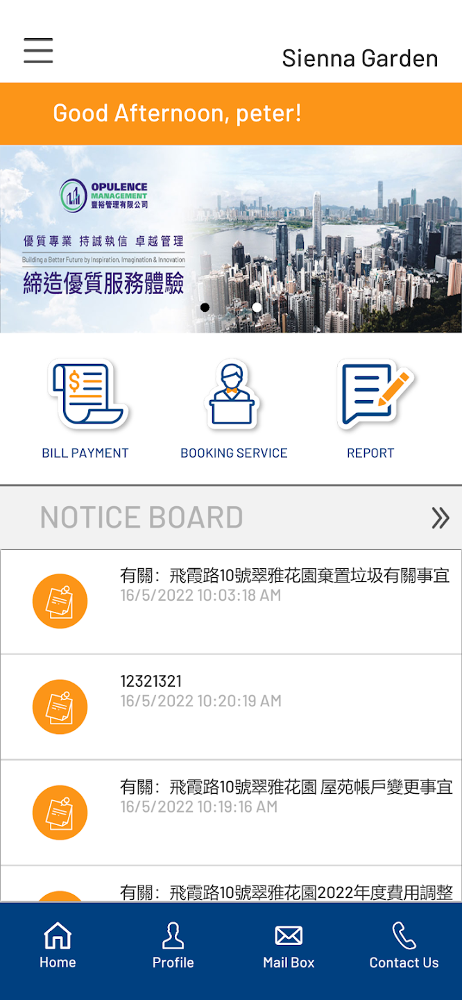 Sienna Garden
Good Afternoon, peter!
OPULENCE
MANAGEMENT
豐裕管理有限公司
優質專業 持誠執信 卓越管理
Building a Better Future by Inspiration, Imagination & Innovation
締造優質服務體驗
$
BILL PAYMENT
BOOKING SERVICE
REPORT
NOTICE BOARD
有關：飛霞路10號翠雅花園棄置垃圾有關事宜
16/5/2022 10:03:18 AM
12321321
16/5/2022 10:20:19 AM
有關：飛霞路10號翠雅花園 屋苑帳戶變更事宜
16/5/2022 10:19:16 AM
有關：飛霞路10號翠雅花園2022年度費用調整
Home
Profile
Mail Box
Contact Us